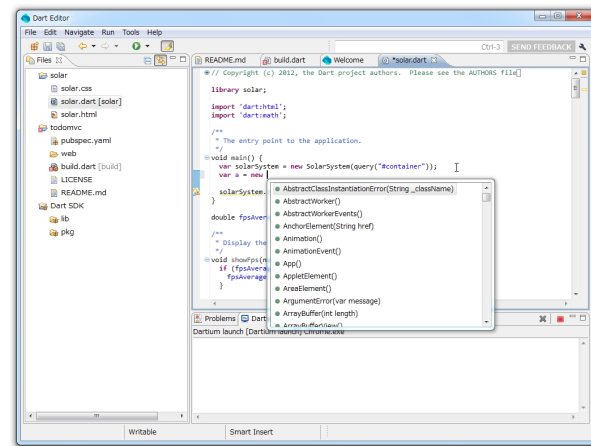 Dart Editor
File Edit Navigate Run Tools Help
Ctrl-3 SEND FEEDBACK
Files
solar
solar.css
solar.dart [solar]
solar.html
todomvc
pubspec.yaml
web
build.dart [build]
LICENSE
README.md
Dart SDK
lib
pkg
README.md build.dart Welcome *solar.dart
// Copyright (c) 2012, the Dart project authors.  Please see the AUTHORS file
library solar;
import 'dart:html';
import 'dart:math';
/**
* The entry point to the application.
*/
void main() {
var solarSystem = new SolarSystem(query("#container"));
var a = new
solarSystem.
}
double fpsAver
/**
* Display the
*/
void showFps(n
if (fpsAverag
fpsAverage
}
AbstractClassInstantiationError(String _className)
AbstractWorker()
AbstractWorkerEvents()
AnchorElement(String href)
Animation()
AnimationEvent()
App()
AppletElement()
AreaElement()
ArgumentError(var message)
ArrayBuffer(int length)
ArrayBufferView()
Problems Dart
Dartium launch [Dartium launch] chrome.exe
Writable Smart Insert